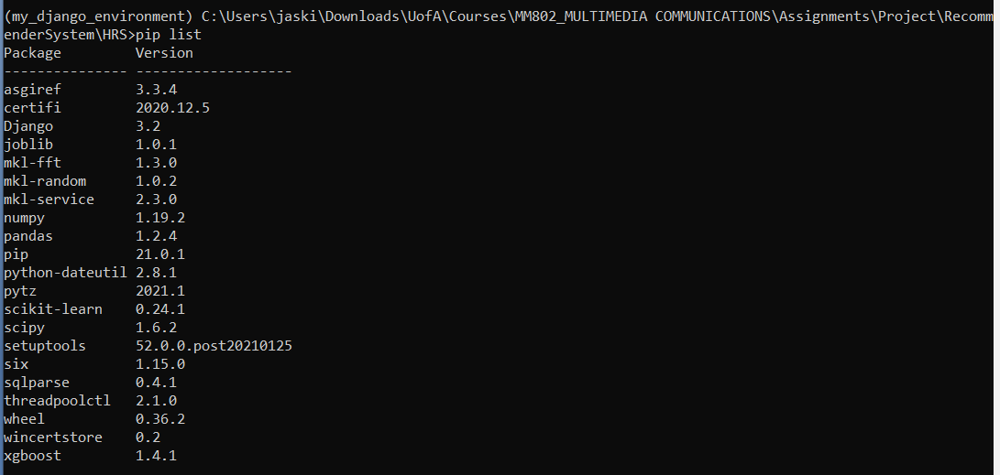 (my_django_environment) C:\Users\jaski\Downloads\UofA\Courses\MM802_MULTIMEDIA COMMUNICATIONS\Assignments\Project\Recomm
enderSystem\HRS>pip list
Package         Version
--------------- -------------------
asgiref         3.3.4
certifi         2020.12.5
Django          3.2
joblib          1.0.1
mkl-fft         1.3.0
mkl-random      1.0.2
mkl-service     2.3.0
numpy           1.19.2
pandas          1.2.4
pip             21.0.1
python-dateutil 2.8.1
pytz            2021.1
scikit-learn    0.24.1
scipy           1.6.2
setuptools      52.0.0.post20210125
six             1.15.0
sqlparse        0.4.1
threadpoolctl   2.1.0
wheel           0.36.2
wincertstore    0.2
xgboost         1.4.1